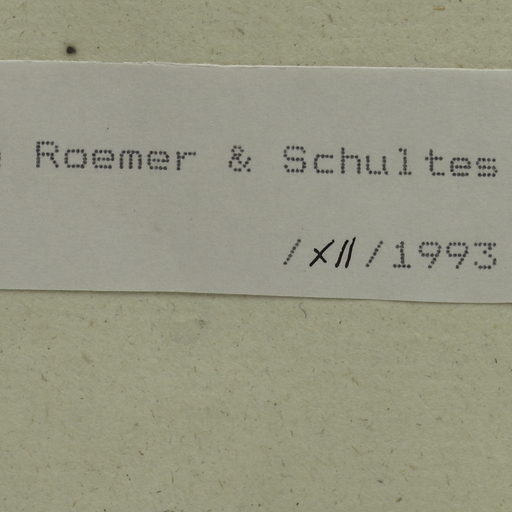 ) Roemer & Schultes
/XII/1993